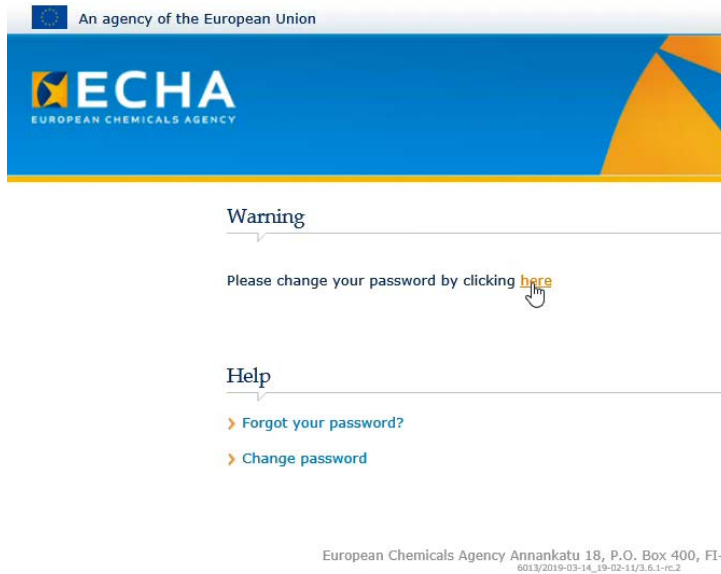 An agency of the European Union
ECHA
EUROPEAN CHEMICALS AGENCY
Warning
Please change your password by clicking here
Help
Forgot your password?
Change password
European Chemicals Agency Annankatu 18, P.O. Box 400, FI-
6013/2019-03-14_19-02-11/3.6.1-rc.2